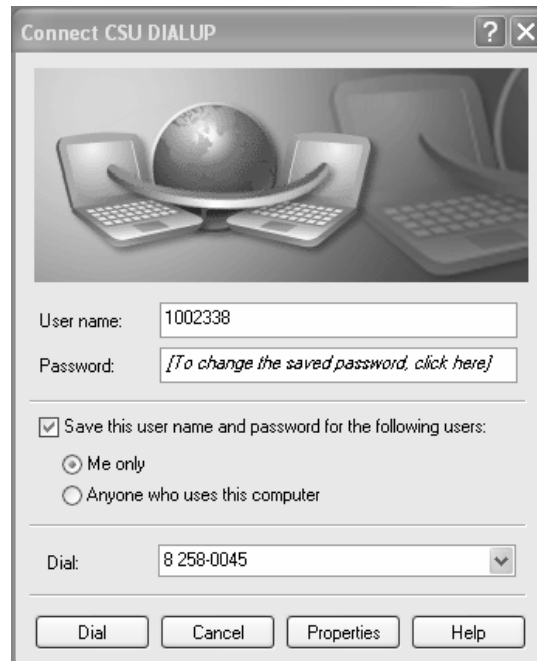 Connect CSU DIALUP
User name: 1002338
Password: [To change the saved password, click here]
Save this user name and password for the following users:
Me only
Anyone who uses this computer
Dial: 8 258-0045
Dial Cancel Properties Help